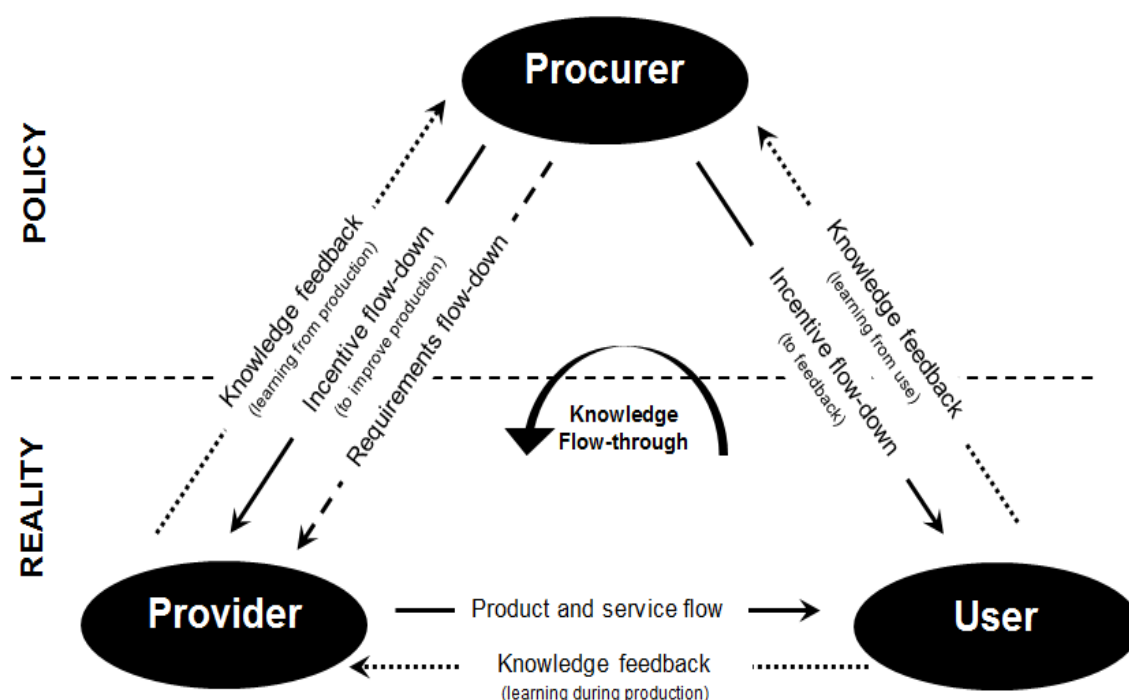 Procurer
POLICY
Knowledge feedback
(learning from production)
Incentive flow-down
(to improve production)
Requirements flow-down
Incentive flow-down
(to feedback)
Knowledge feedback
(learning from use)
Knowledge
Flow-through
REALITY
Provider
Product and service flow
User
Knowledge feedback
(learning during production)